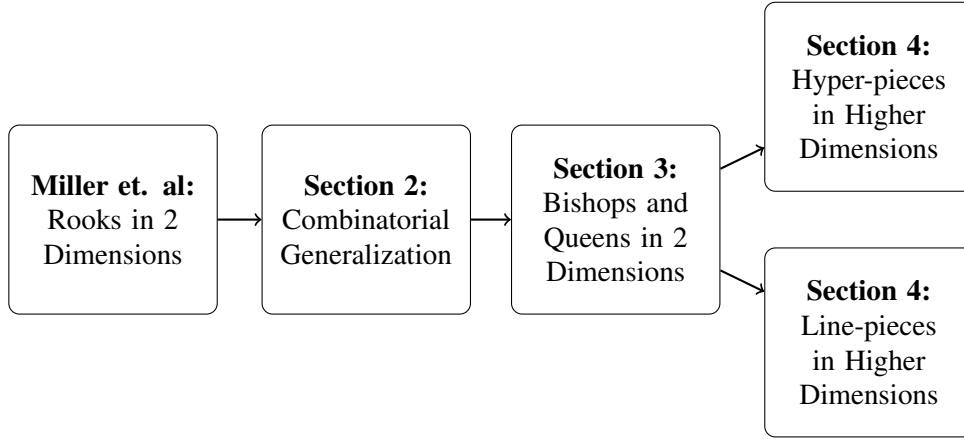 Miller et. al:
Rooks in 2
Dimensions
Section 2:
Combinatorial
Generalization
Section 3:
Bishops and
Queens in 2
Dimensions
Section 4:
Hyper-pieces
in Higher
Dimensions
Section 4:
Line-pieces
in Higher
Dimensions